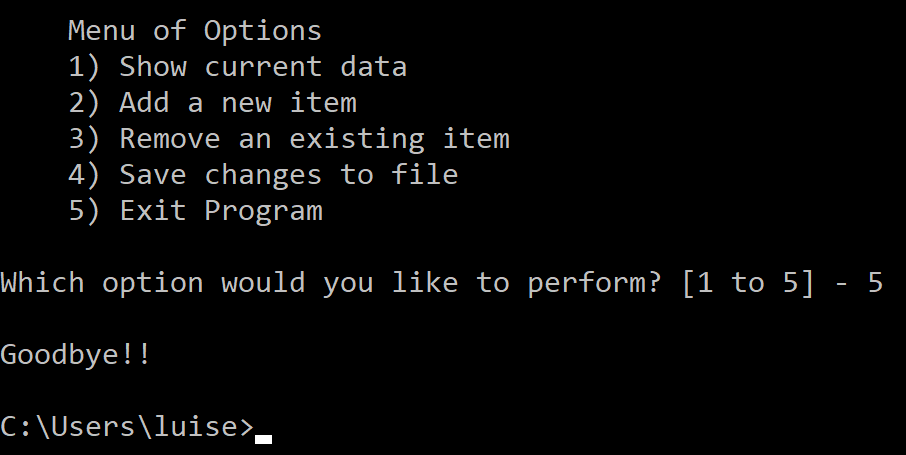 Menu of Options
1) Show current data
2) Add a new item
3) Remove an existing item
4) Save changes to file
5) Exit Program
Which option would you like to perform? [1 to 5] - 5
Goodbye!!
C:\Users\luise>